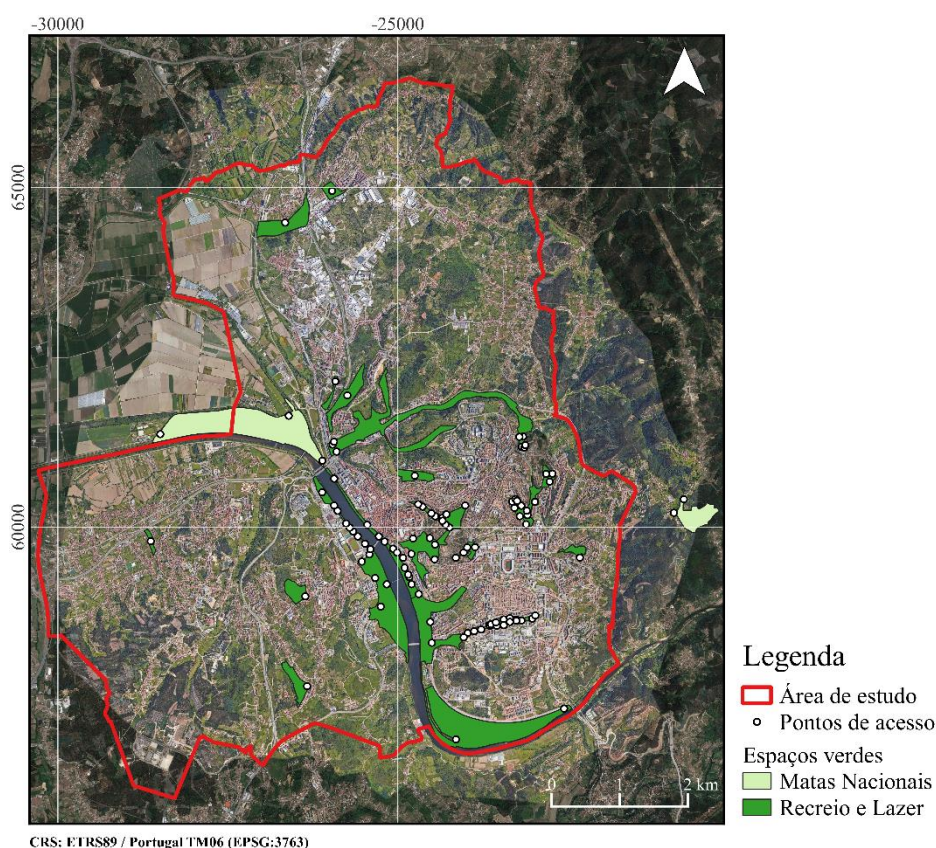 -30000
-25000
65000
60000
Legenda
Área de estudo
Pontos de acesso
Espaços verdes
Matas Nacionais
Recreio e Lazer
0 1 2 km
CRS: ETRS89 / Portugal TM06 (EPSG:3763)